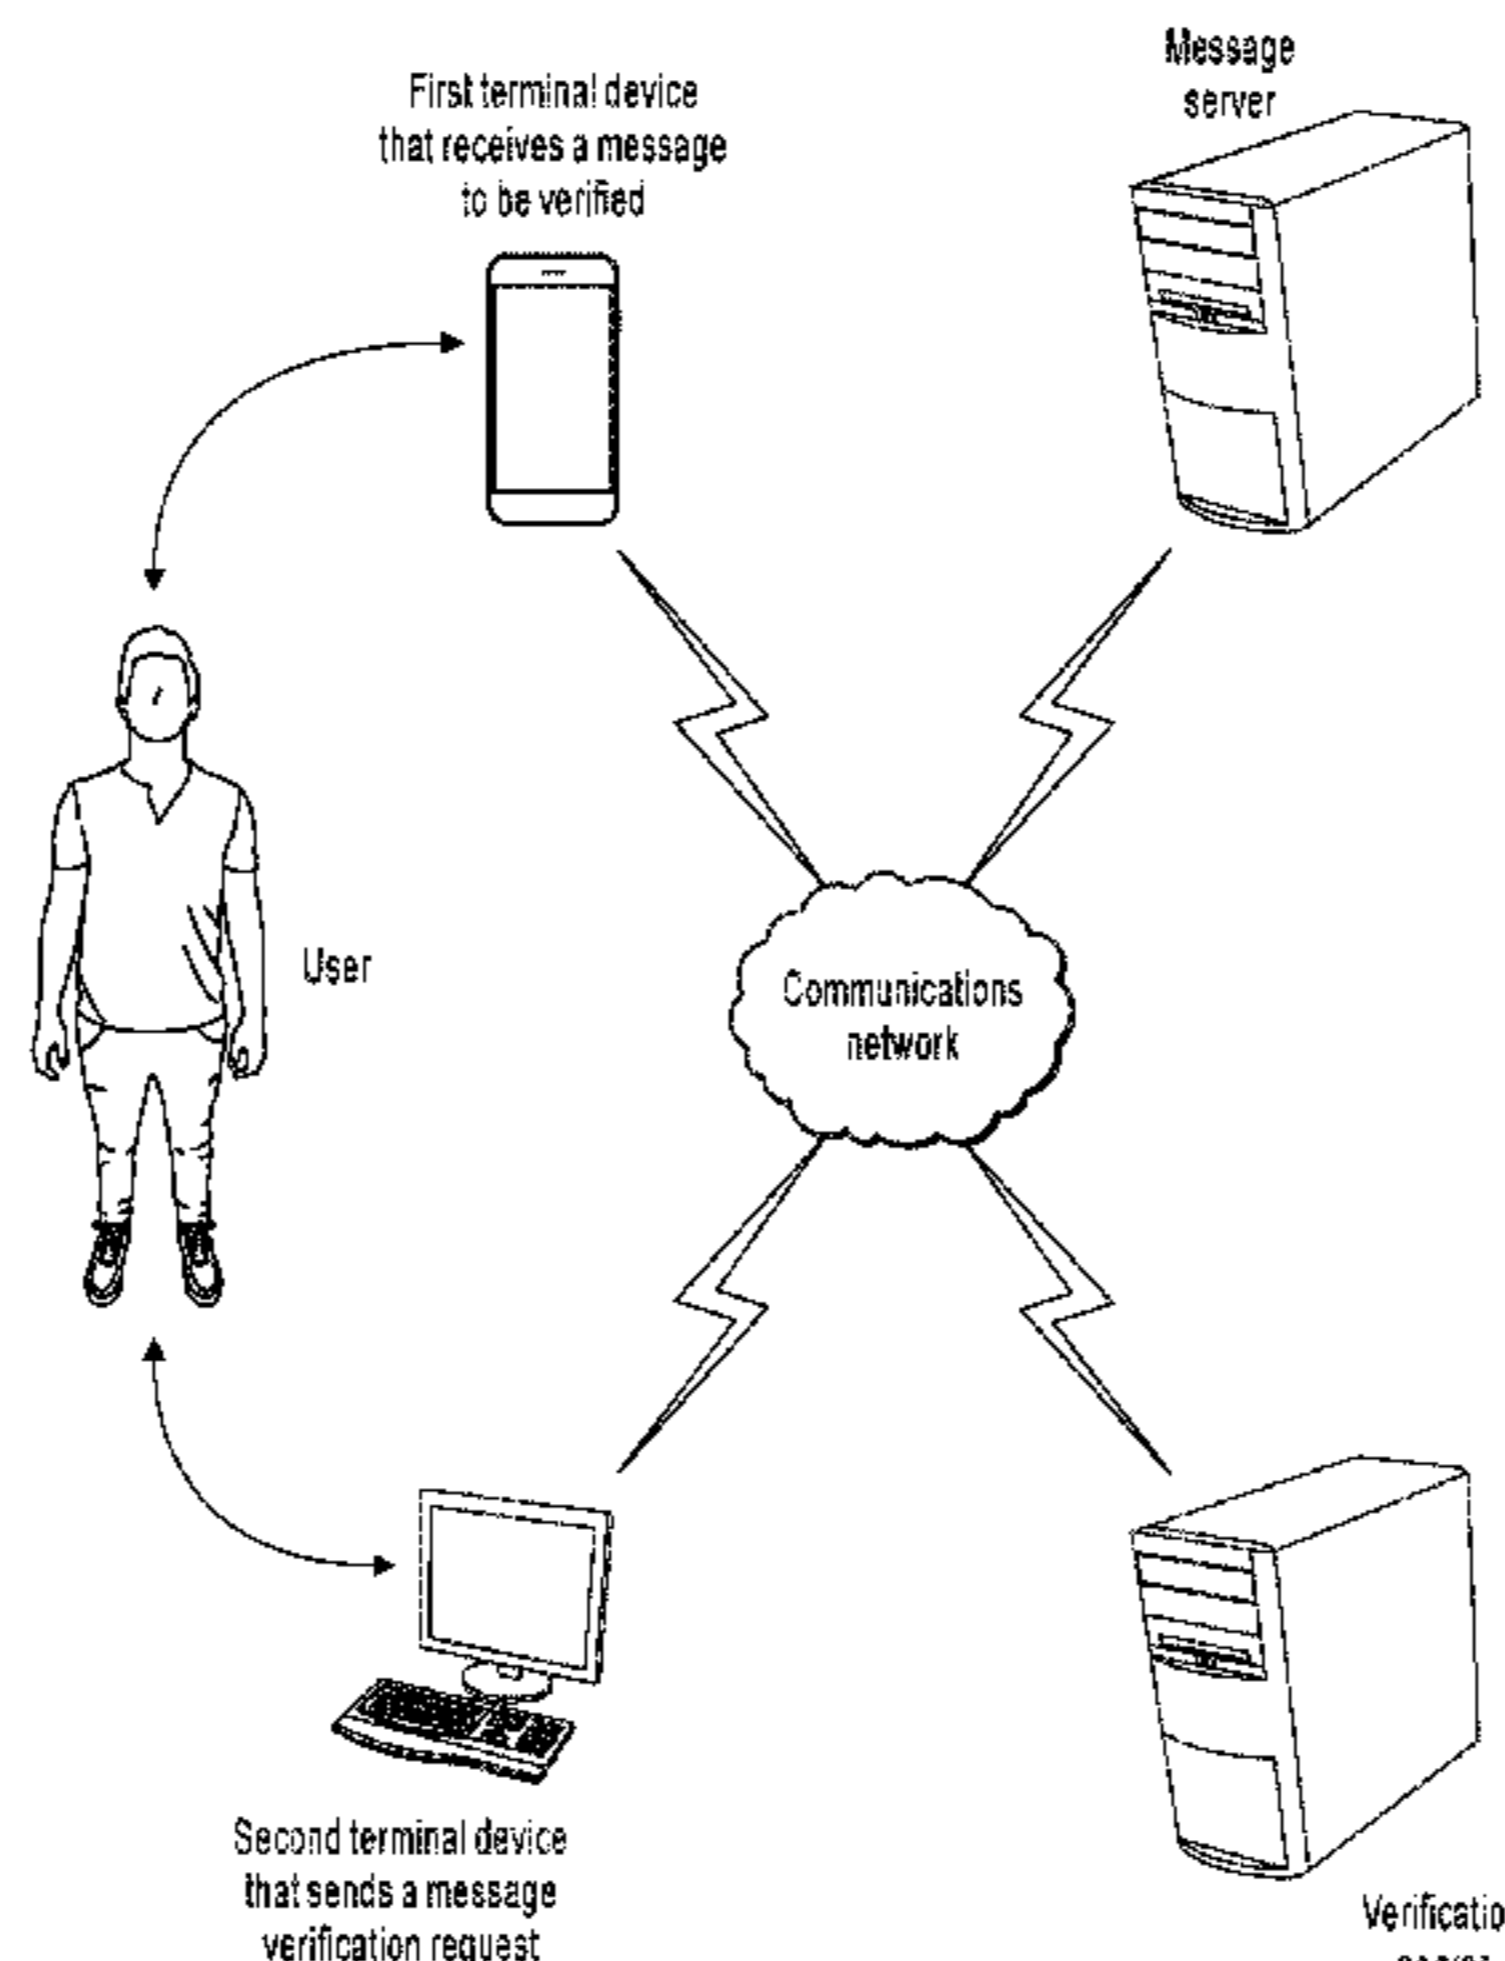 Message
server
First terminal device
that receives a message
to be verified
User
Communications
network
Second terminal device
that sends a message
verification request
Verificatio